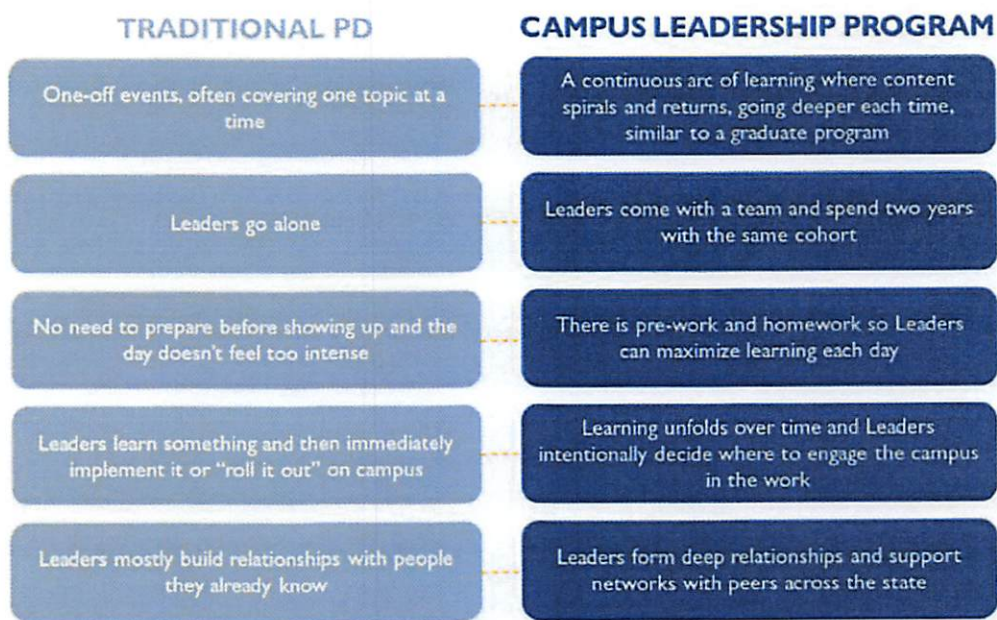 TRADITIONAL PD
CAMPUS LEADERSHIP PROGRAM
One-off events, often covering one topic at a
time
A continuous arc of learning where content
spirals and returns, going deeper each time,
similar to a graduate program
Leaders go alone
Leaders come with a team and spend two years
with the same cohort
No need to prepare before showing up and the
day doesn't feel too intense
There is pre-work and homework so Leaders
can maximize learning each day
Leaders learn something and then immediately
implement it or "roll it out" on campus
Learning unfolds over time and Leaders
intentionally decide where to engage the campus
in the work
Leaders mostly build relationships with people
they already know
Leaders form deep relationships and support
networks with peers across the state